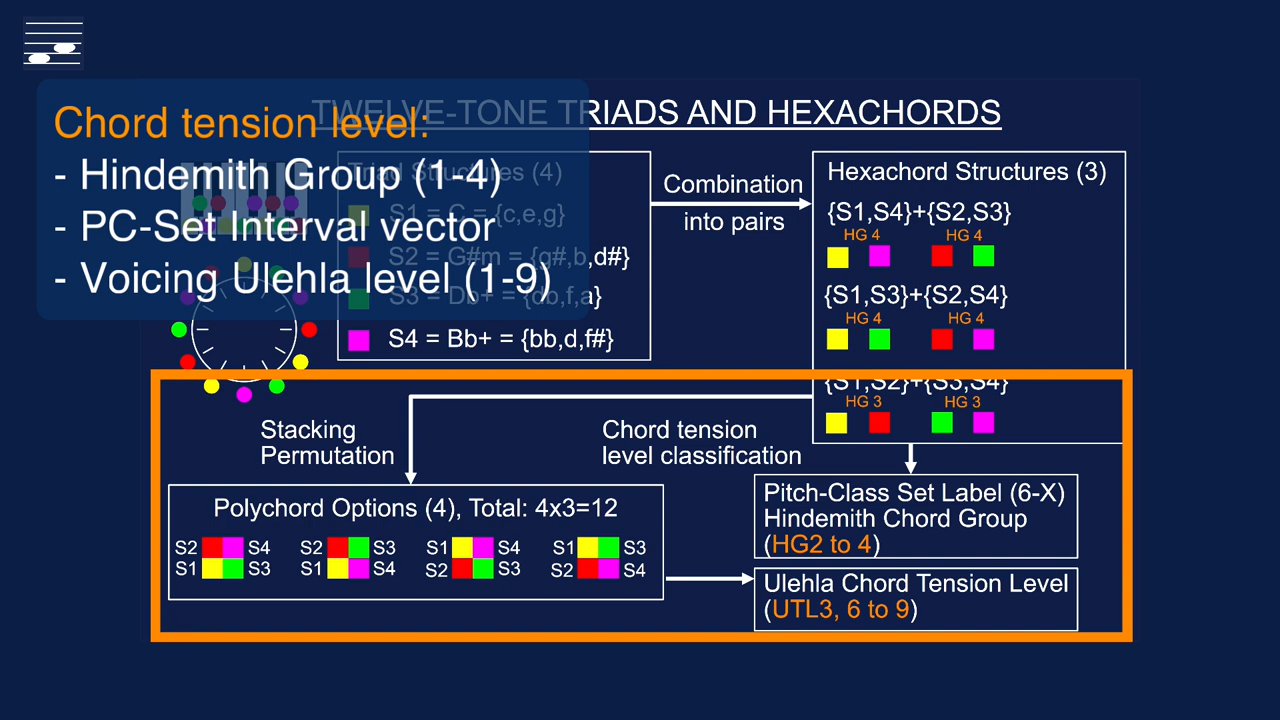 TWELVE-TONE TRIADS AND HEXACHORDS
Chord tension level:
- Hindemith Group (1-4)
- PC-Set Interval vector
- Voicing Ulehla level (1-9)
Triad Structures (4)
S1 = C = {c,e,g}
S2 = G#m = {g#,b,d#}
S3 = Db+ = {db,f,a}
S4 = Bb+ = {bb,d,f#}
Combination
into pairs
Hexachord Structures (3)
{S1,S4}+{S2,S3}
HG 4 HG 4
{S1,S3}+{S2,S4}
HG 4 HG 4
{S1,S2}+{S3,S4}
HG 3 HG 3
Stacking
Permutation
Chord tension
level classification
Polychord Options (4), Total: 4x3=12
S2 S4 S2 S3 S1 S4 S1 S3
S1 S3 S1 S4 S2 S3 S2 S4
Pitch-Class Set Label (6-X)
Hindemith Chord Group
(HG2 to 4)
Ulehla Chord Tension Level
(UTL3, 6 to 9)